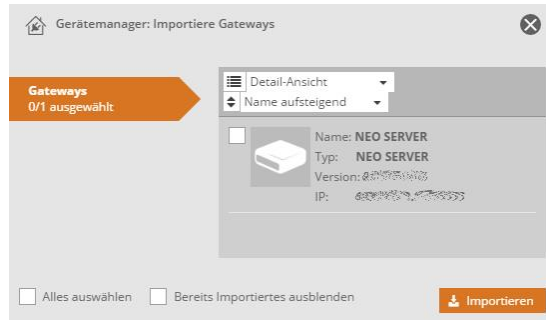 Gerätemanager: Importiere Gateways
Gateways
0/1 ausgewählt
Detail-Ansicht
Name aufsteigend
Name: NEO SERVER
Typ: NEO SERVER
Version:
IP:
Alles auswählen
Bereits Importiertes ausblenden
Importieren